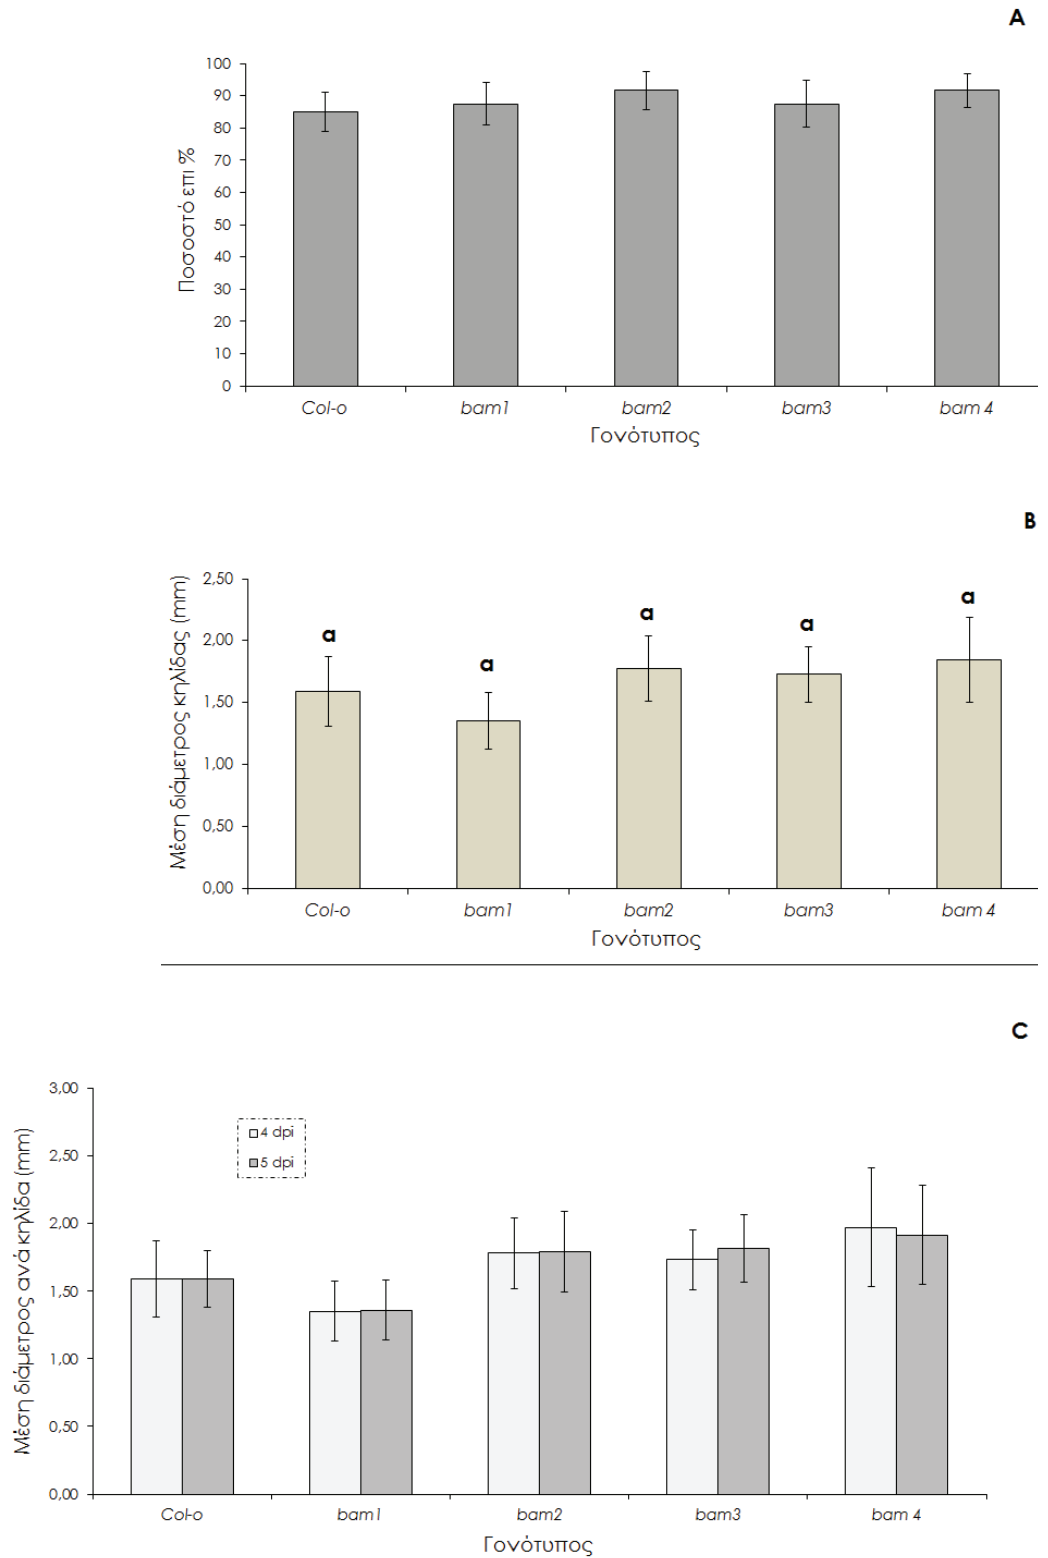 A
Ποσοστό επι %
100
90
80
70
60
50
40
30
20
10
0
Col-o bam1 bam2 bam3 bam 4
Γονότυπος
B
Μέση διάμετρος κηλίδας (mm)
2,50
2,00
1,50
1,00
0,50
0,00
a a a a a
Col-o bam1 bam2 bam3 bam 4
Γονότυπος
C
Μέση διάμετρος ανά κηλίδα (mm)
3,00
2,50
2,00
1,50
1,00
0,50
0,00
4 dpi
5 dpi
Col-o bam1 bam2 bam3 bam 4
Γονότυπος